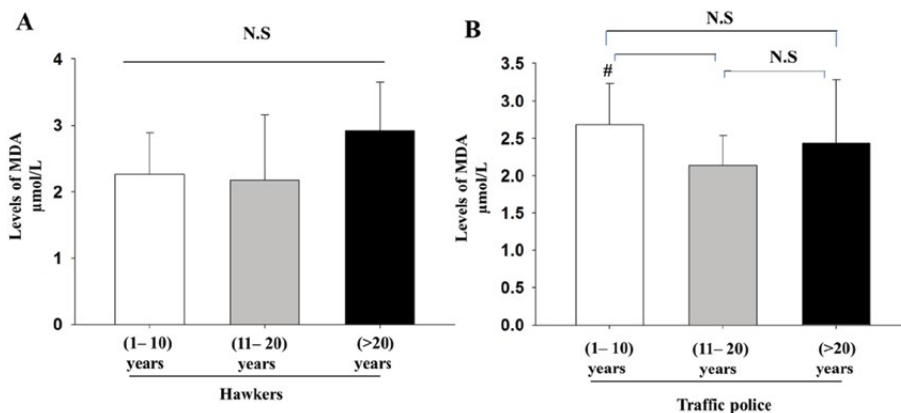 A
N.S
Levels of MDA
µmol/L
4
3
2
1
0
(1– 10)
years
(11– 20)
years
(>20)
years
Hawkers
B
N.S
#
N.S
Levels of MDA
µmol/L
3.5
3.0
2.5
2.0
1.5
1.0
0.5
0.0
(1– 10)
years
(11– 20)
years
(>20)
years
Traffic police